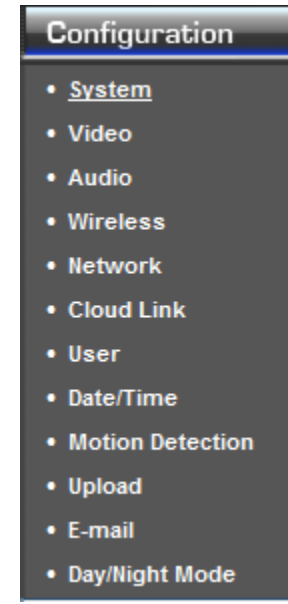 Configuration
• System
• Video
• Audio
• Wireless
• Network
• Cloud Link
• User
• Date/Time
• Motion Detection
• Upload
• E-mail
• Day/Night Mode